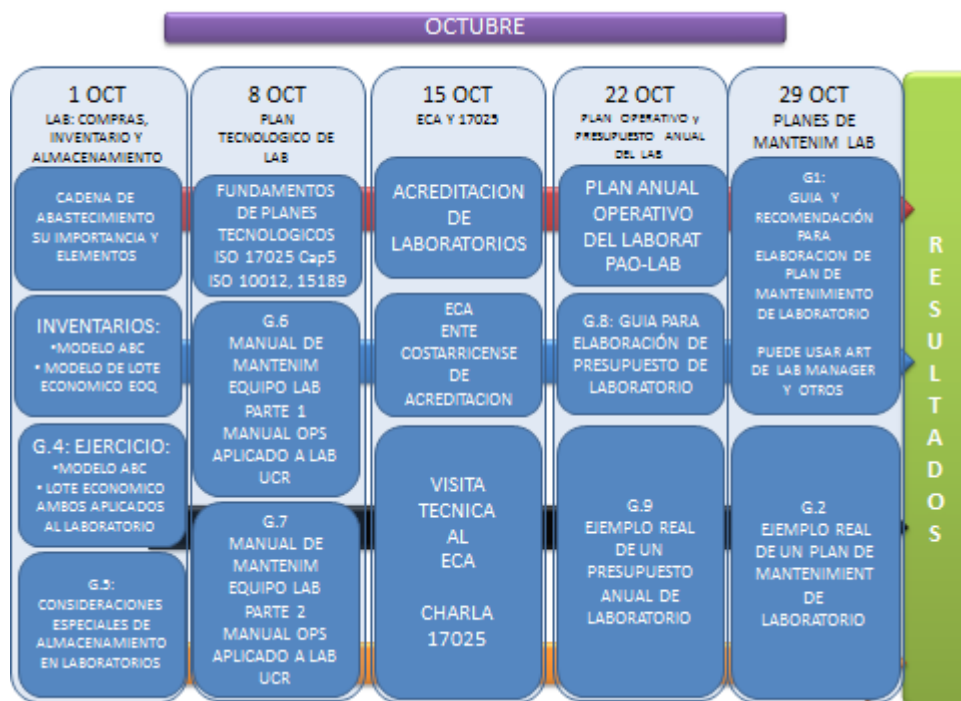 OCTUBRE
1 OCT
LAB: COMPRAS,
INVENTARIO Y
ALMACENAMIENTO
CADENA DE
ABASTECIMIENTO
SU IMPORTANCIA Y
ELEMENTOS
INVENTARIOS:
•MODELO ABC
• MODELO DE LOTE
ECONOMICO EOQ
G.4: EJERCICIO:
•MODELO ABC
• LOTE ECONOMICO
AMBOS APLICADOS
AL LABORATORIO
G.5:
CONSIDERACIONES
ESPECIALES DE
ALMACENAMIENTO
EN LABORATORIOS
8 OCT
PLAN
TECNOLOGICO DE
LAB
FUNDAMENTOS
DE PLANES
TECNOLOGICOS
ISO 17025 Cap5
ISO 10012, 15189
G.6
MANUAL DE
MANTENIM
EQUIPO LAB
PARTE 1
MANUAL OPS
APLICADO A LAB
UCR
G.7
MANUAL DE
MANTENIM
EQUIPO LAB
PARTE 2
MANUAL OPS
APLICADO A LAB
UCR
15 OCT
ECA Y 17025
ACREDITACION
DE
LABORATORIOS
ECA
ENTE
COSTARRICENSE
DE
ACREDITACION
VISITA
TECNICA
AL
ECA
CHARLA
17025
22 OCT
PLAN OPERATIVO y
PRESUPUESTO ANUAL
DEL LAB
PLAN ANUAL
OPERATIVO
DEL LABORAT
PAO-LAB
G.8: GUIA PARA
ELABORACIÓN DE
PRESUPUESTO DE
LABORATORIO
G.9
EJEMPLO REAL
DE UN
PRESUPUESTO
ANUAL DE
LABORATORIO
29 OCT
PLANES DE
MANTENIM LAB
G1:
GUIA Y
RECOMENDACIÓN
PARA
ELABORACION DE
PLAN DE
MANTENIMIENTO
DE LABORATORIO
PUEDE USAR ART
DE LAB MANAGER
Y OTROS
G.2
EJEMPLO REAL
DE UN PLAN DE
MANTENIMIENT
DE
LABORATORIO
RESULTADOS